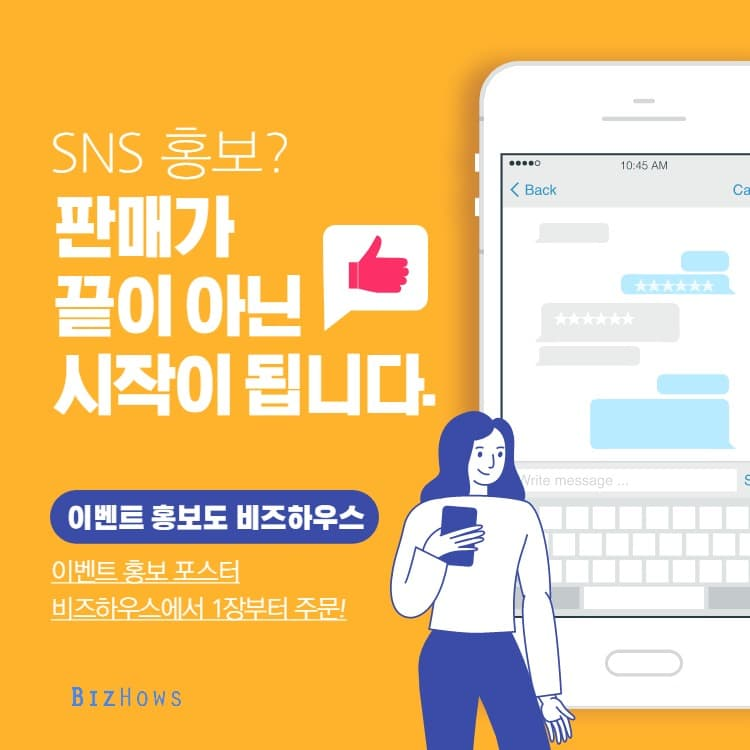 SNS 홍보?
판매가
끝이 아닌
시작이 됩니다.
이벤트 홍보도 비즈하우스
이벤트 홍보 포스터
비즈하우스에서 1장부터 주문!
BIZHOWS
10:45 AM
Back
Ca
★★★★★★
★★★★★★
Write message ...
S